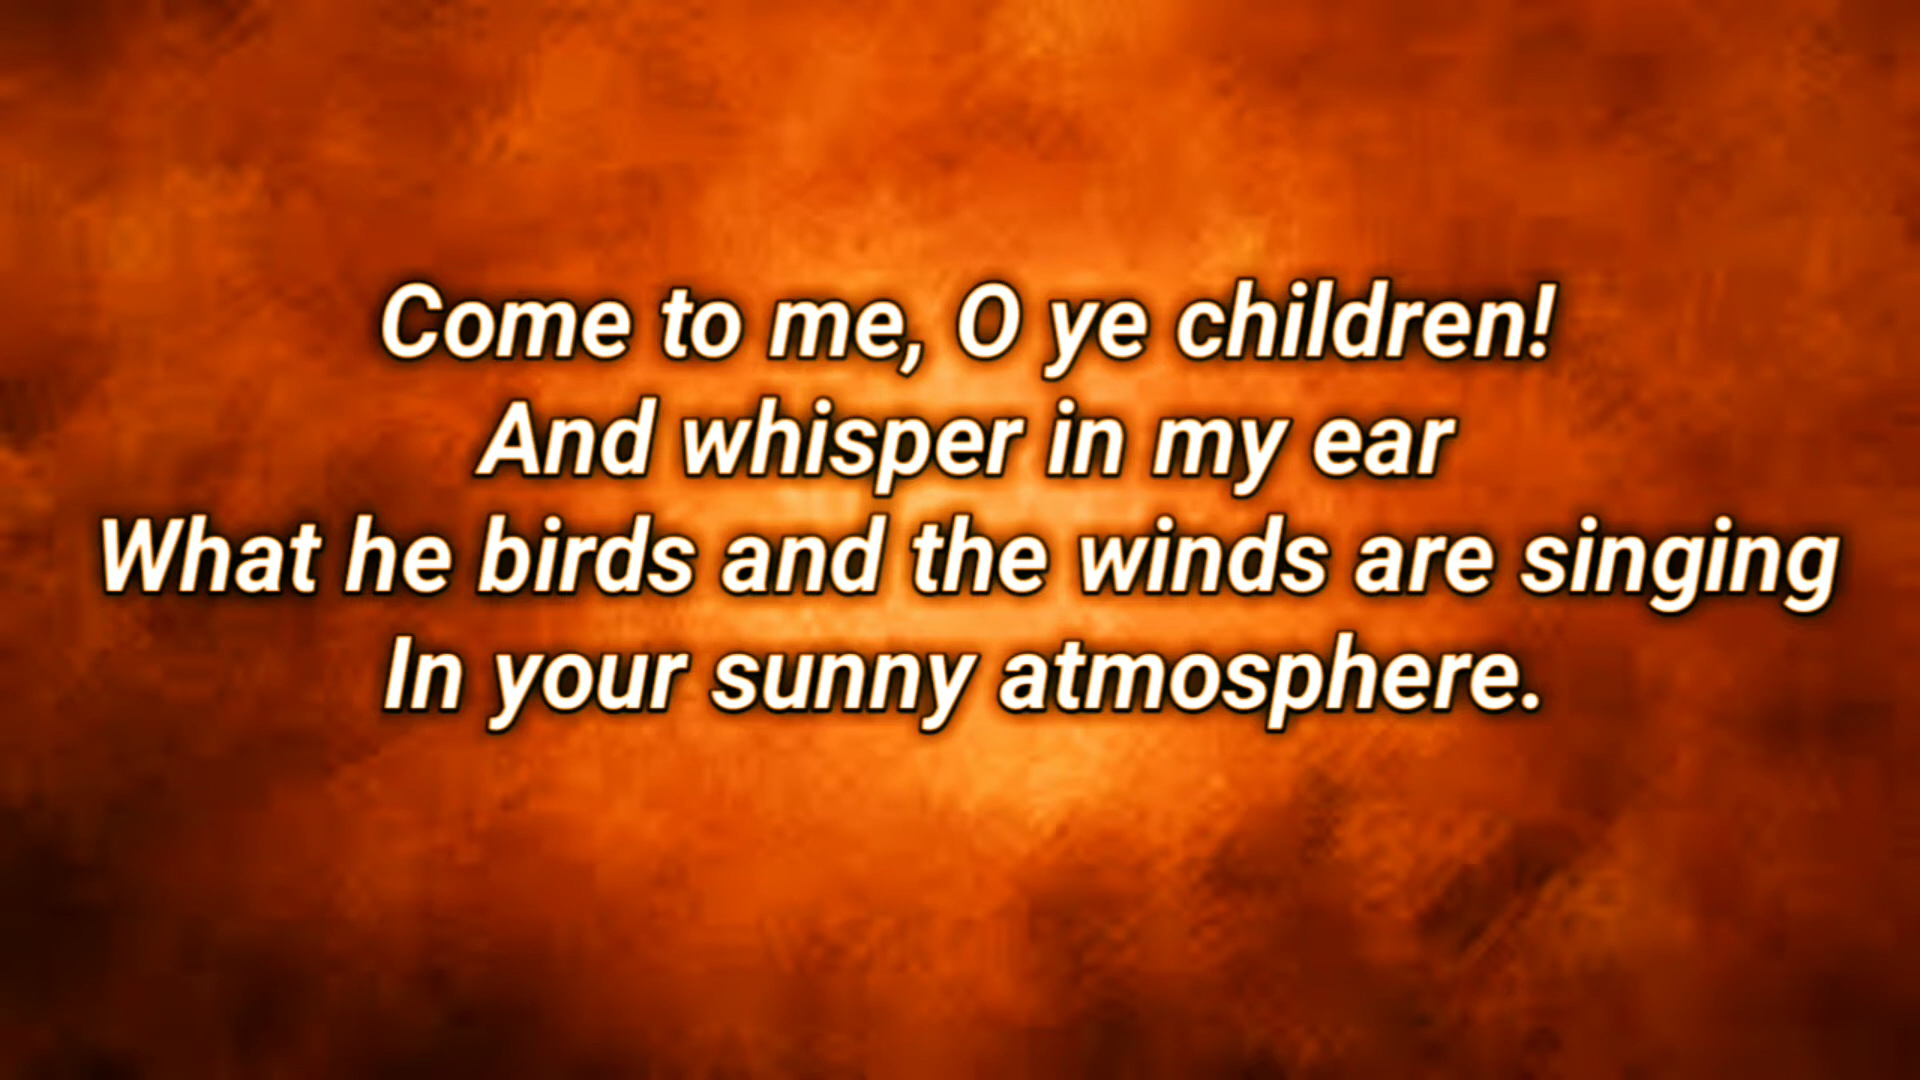 Come to me, O ye children!
And whisper in my ear
What he birds and the winds are singing
In your sunny atmosphere.